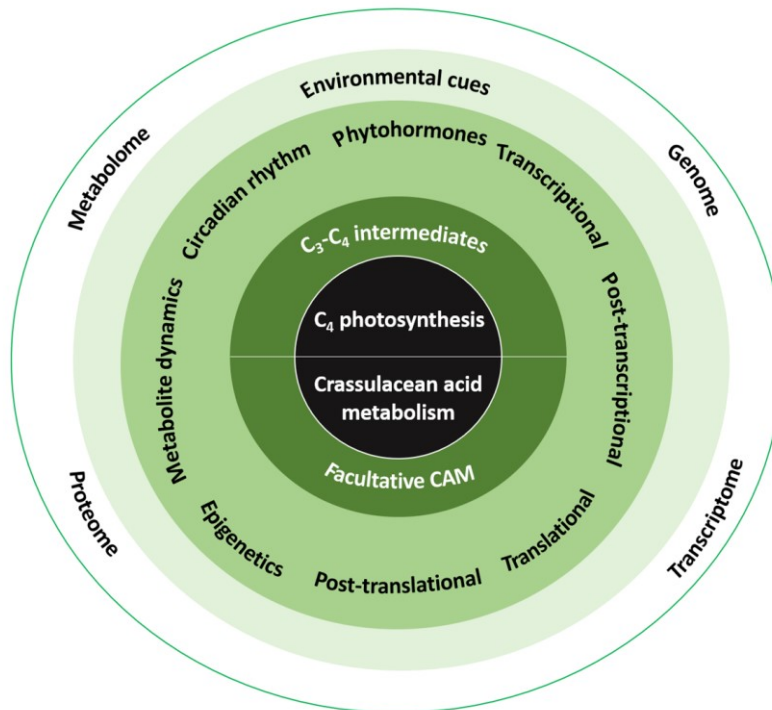 Environmental cues
Metabolome
Genome
Phytohormones
Circadian rhythm
Transcriptional
C₃-C₄ intermediates
Metabolite dynamics
Post-transcriptional
C₄ photosynthesis
Crassulacean acid
metabolism
Facultative CAM
Proteome
Transcriptome
Epigenetics
Translational
Post-translational